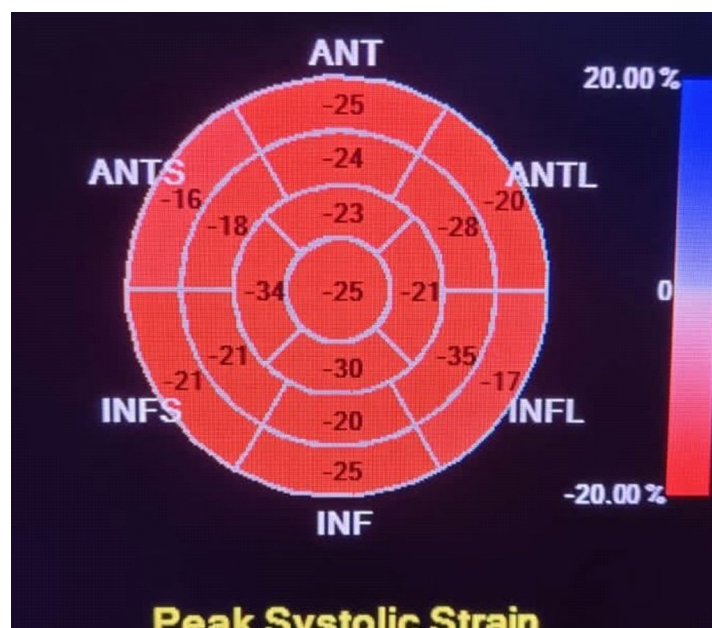 ANT
20.00 %
-25
-24
ANTS
ANTL
-16
-20
-18
-23
-28
-34
-25
-21
0
-21
-21
-30
-35
-17
INFS
-20
INFL
-25
-20.00 %
INF
Peak Systolic Strain